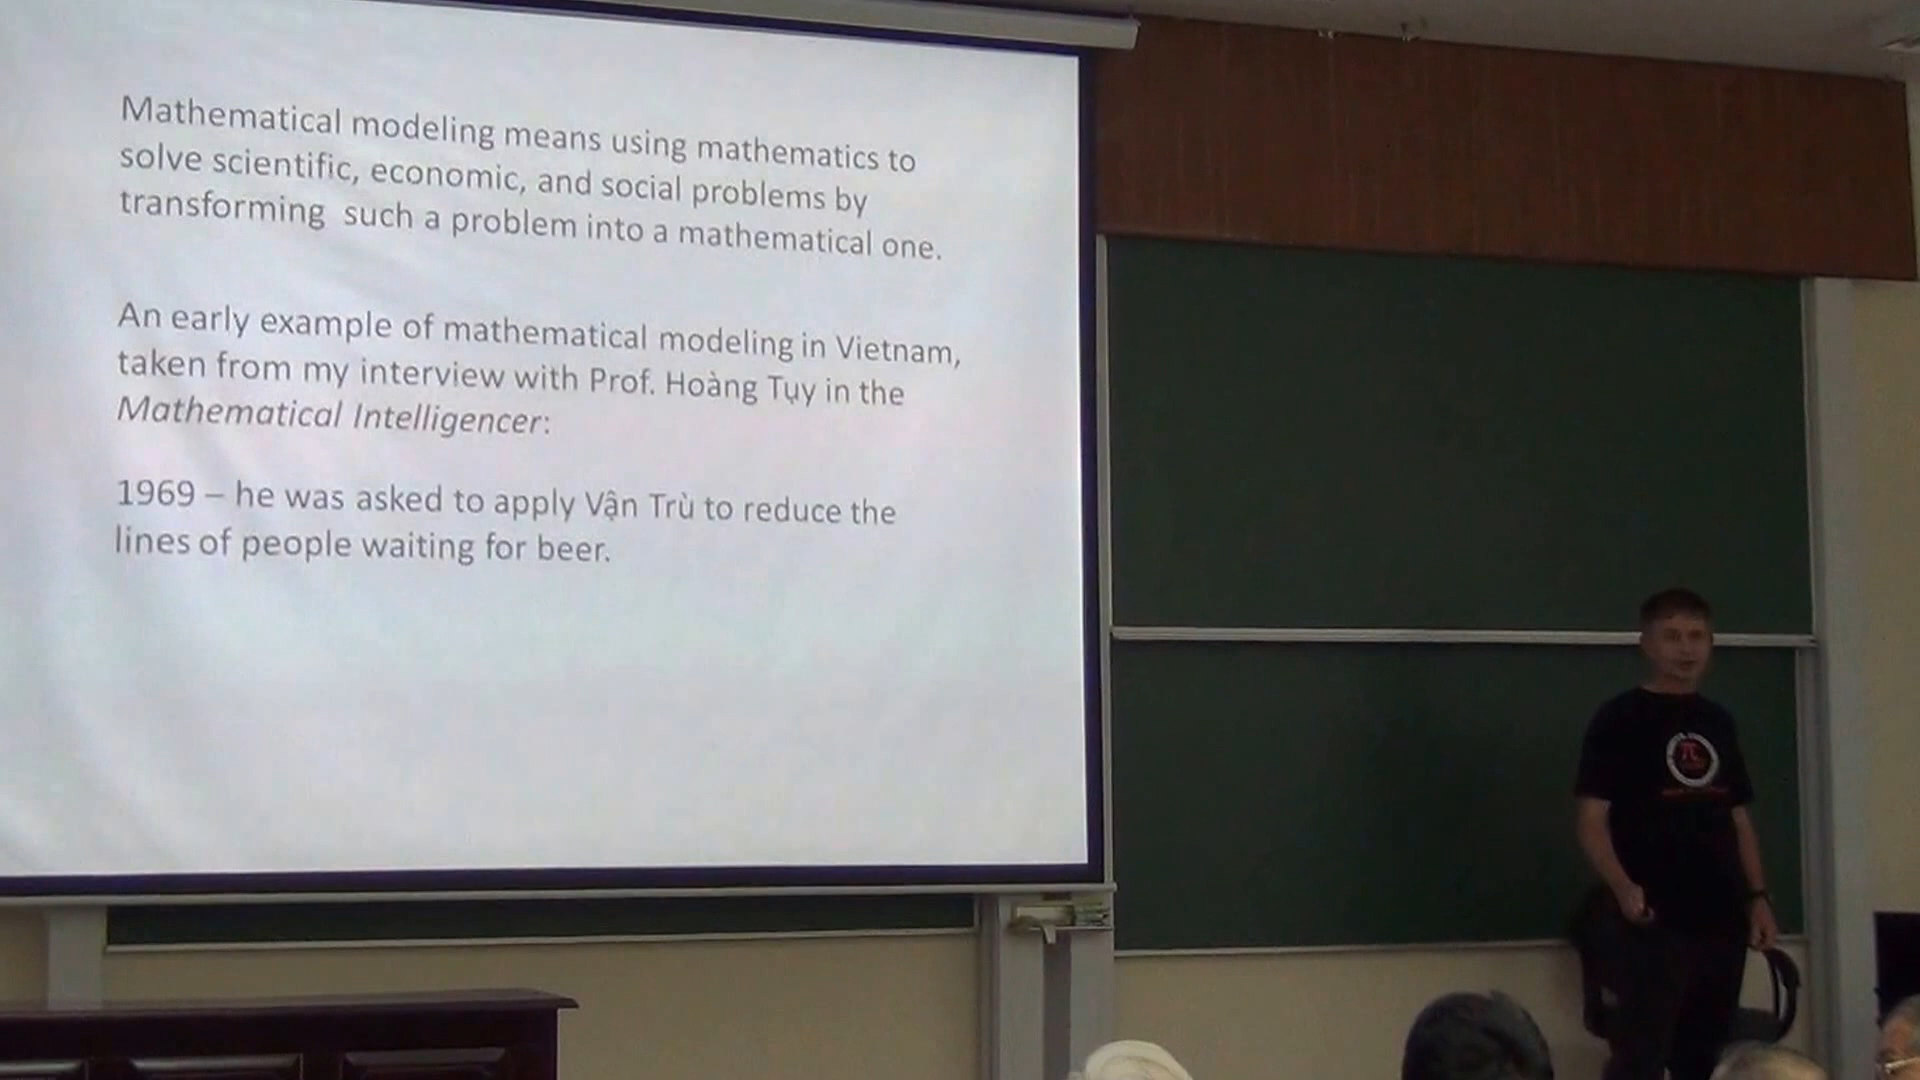 Mathematical modeling means using mathematics to
solve scientific, economic, and social problems by
transforming such a problem into a mathematical one.
An early example of mathematical modeling in Vietnam,
taken from my interview with Prof. Hoàng Tụy in the
Mathematical Intelligencer:
1969 – he was asked to apply Vận Trù to reduce the
lines of people waiting for beer.
π